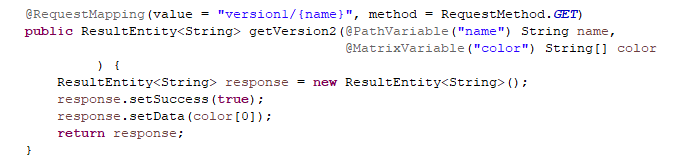 @RequestMapping(value = "version1/{name}", method = RequestMethod.GET)
public ResultEntity<String> getVersion2(@PathVariable("name") String name,
@MatrixVariable("color") String[] color
) {
ResultEntity<String> response = new ResultEntity<String>();
response.setSuccess(true);
response.setData(color[0]);
return response;
}